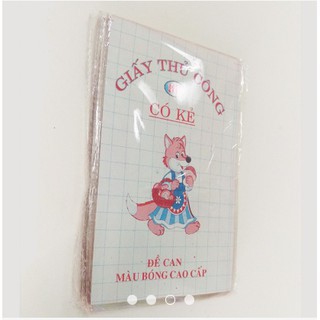 GIẤY THỦ CÔNG
CÓ KẺ
ĐỀ CAN
MÀU BÓNG CAO CẤP